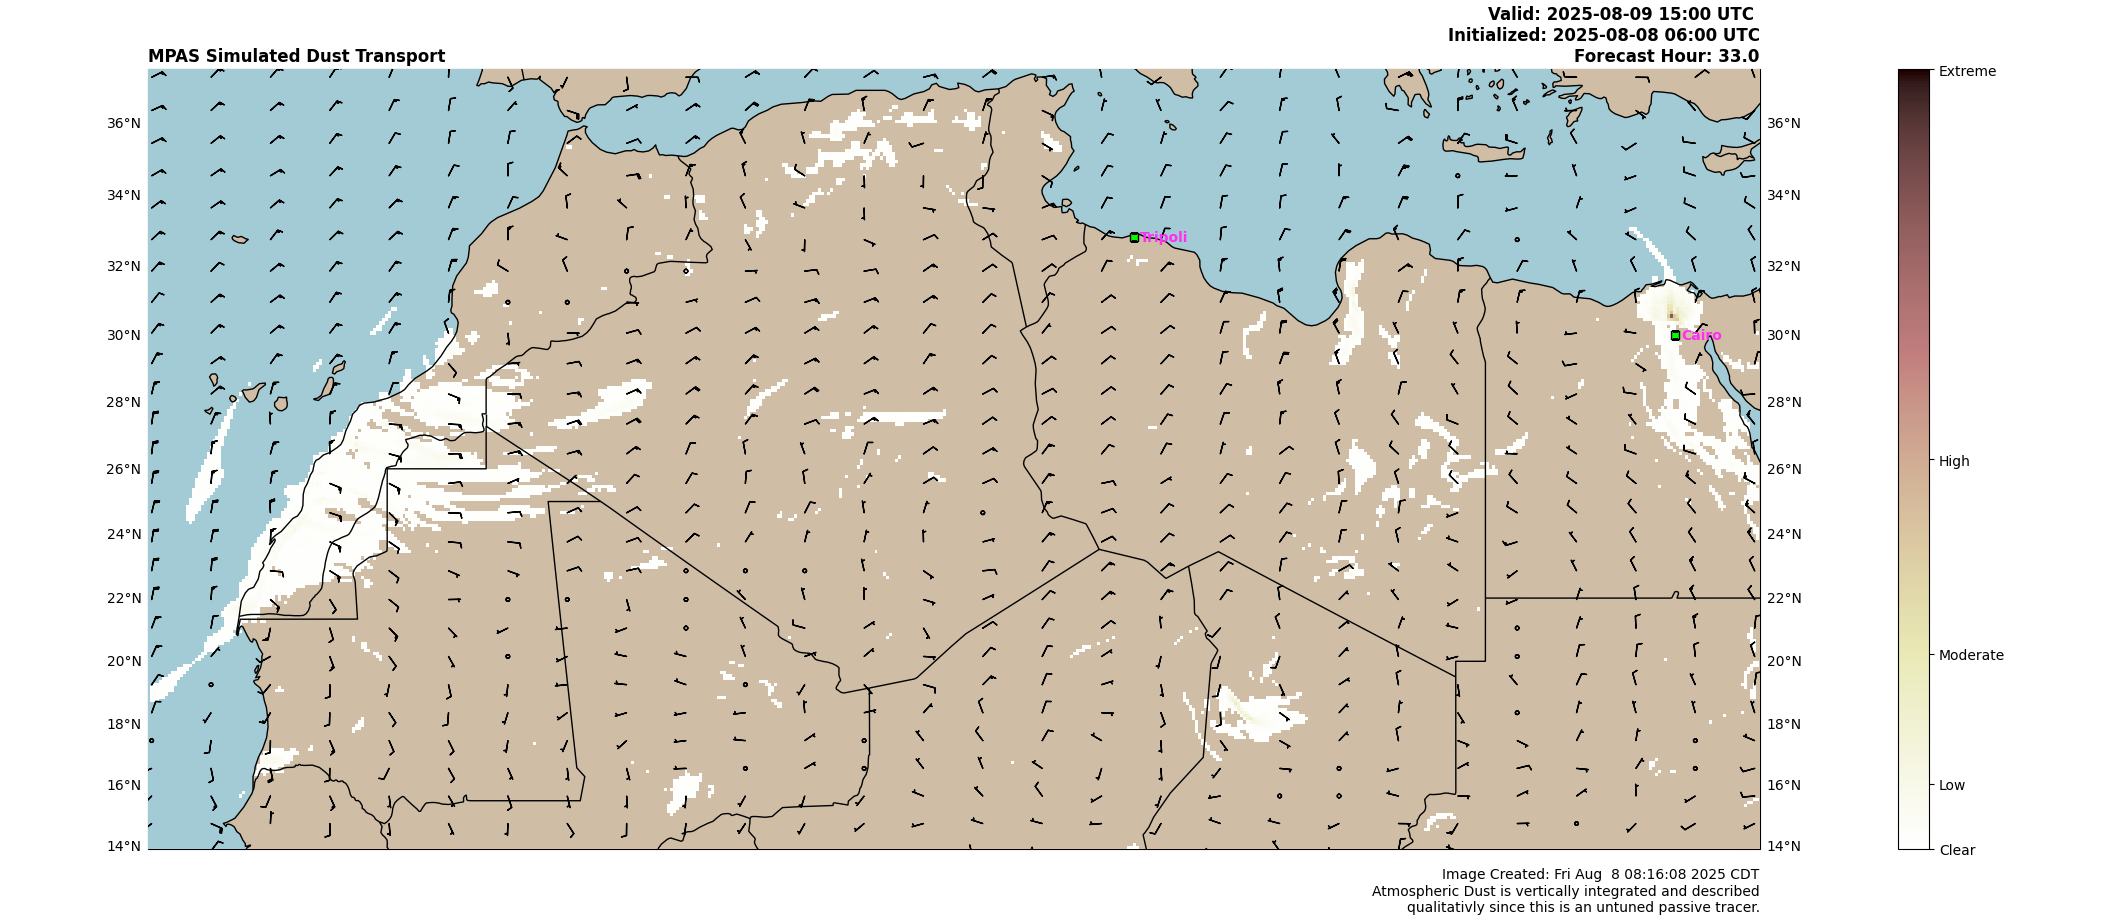 Valid: 2025-08-09 15:00 UTC
Initialized: 2025-08-08 06:00 UTC
MPAS Simulated Dust Transport
Forecast Hour: 33.0
Extreme
36°N
36°N
34°N
34°N
Tripoli
32°N
32°N
30°N
Cairo
30°N
28°N
28°N
26°N
26°N
High
24°N
24°N
22°N
22°N
20°N
20°N
Moderate
18°N
18°N
16°N
16°N
Low
14°N
14°N
Clear
Image Created: Fri Aug  8 08:16:08 2025 CDT
Atmospheric Dust is vertically integrated and described
qualitativly since this is an untuned passive tracer.